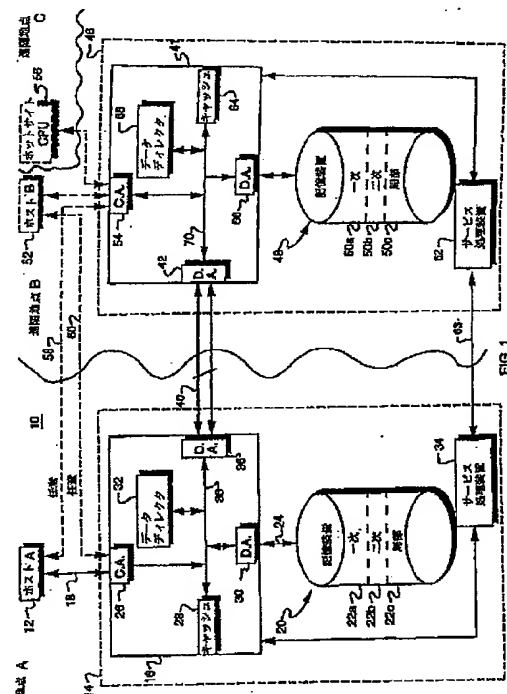 地点 A
10
遠隔地点 B
遠隔地点 C
12
ホストA
18
任意
任意
58
60
52
ホストB
ホットサイト
CPU
56
46
14
16
26
C.A.
28
キャッシュ
32
データ
ディレクタ
D.A.
36
38
D.A.
30
24
40
42
D.A.
54
C.A.
68
データ
ディレクタ
キャッシュ
64
70
D.A.
66
20
記憶装置
22a
一次
22b
二次
22c
制御
34
サービス
処理装置
63
48
記憶装置
50a
一次
50b
二次
50c
制御
62
サービス
処理装置
FIG. 1